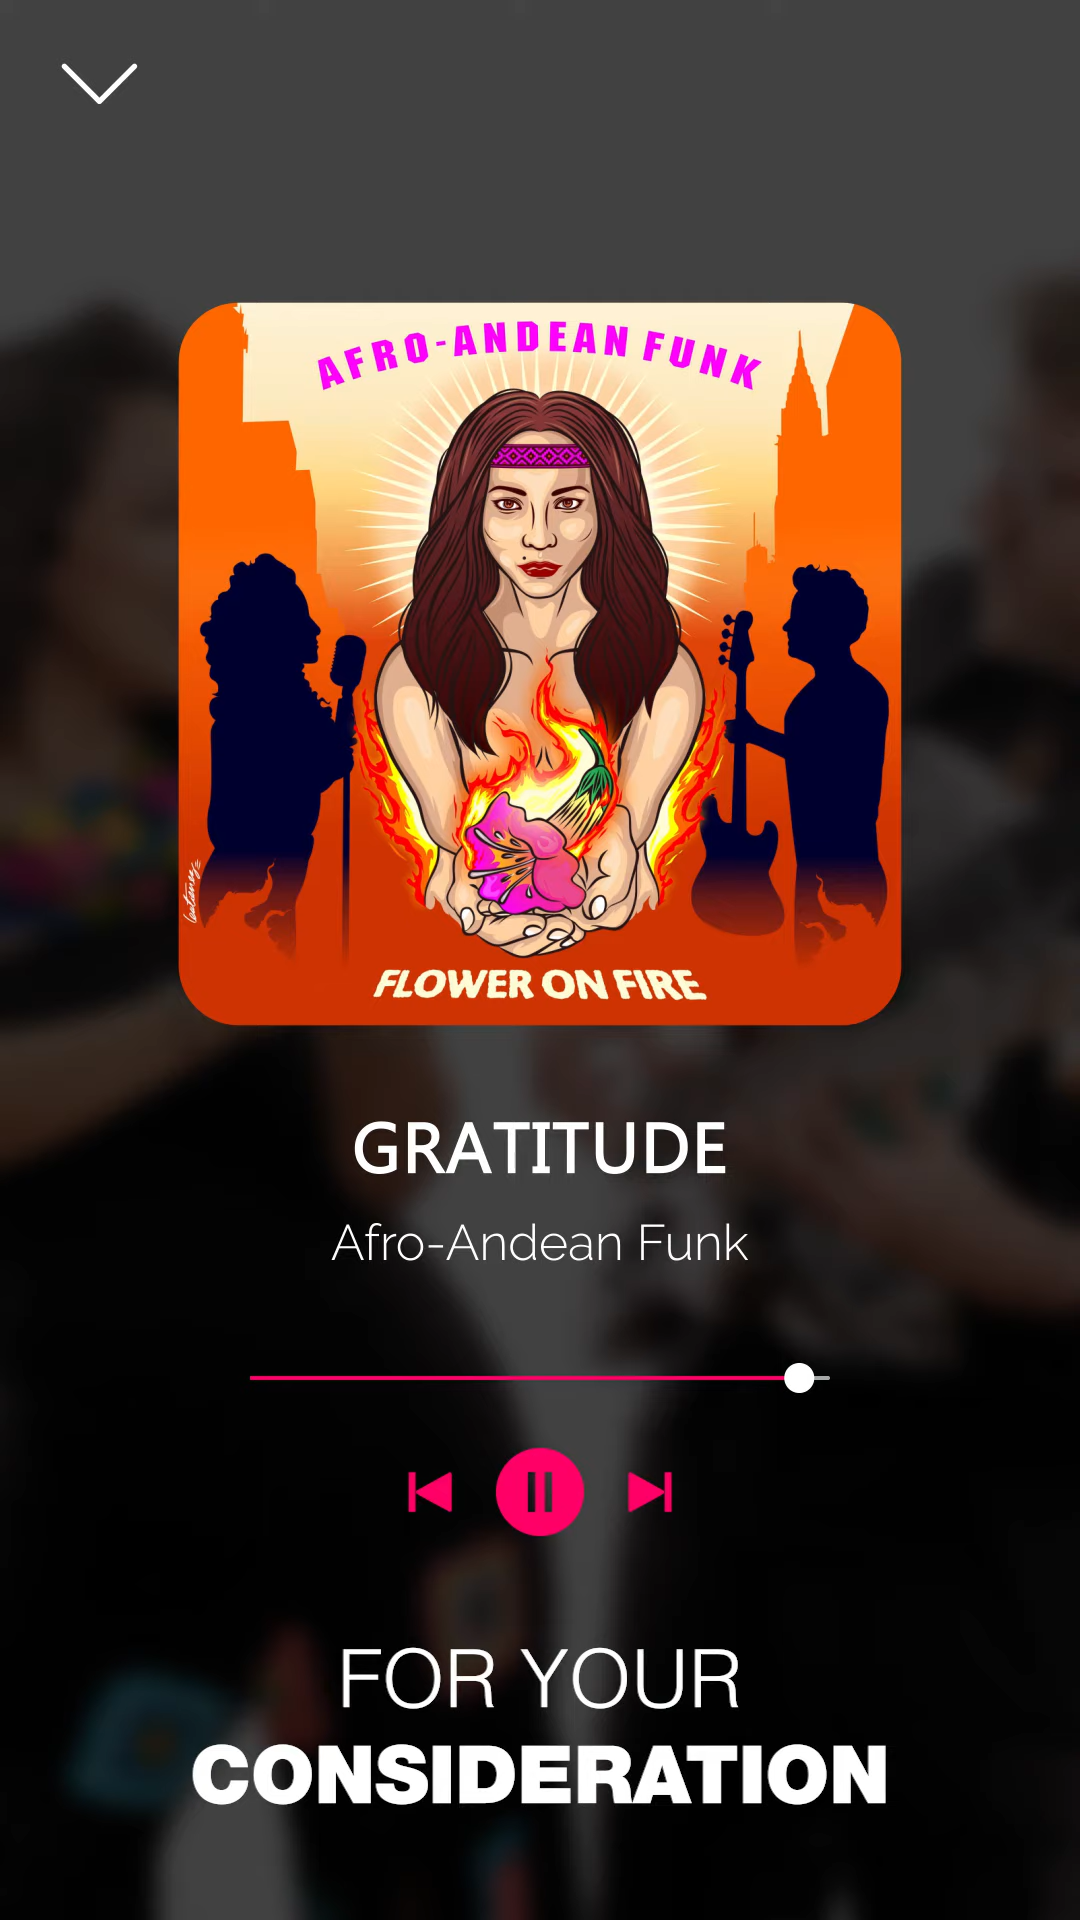 AFRO-ANDEAN FUNK
FLOWER ON FIRE
GRATITUDE
Afro-Andean Funk
FOR YOUR
CONSIDERATION